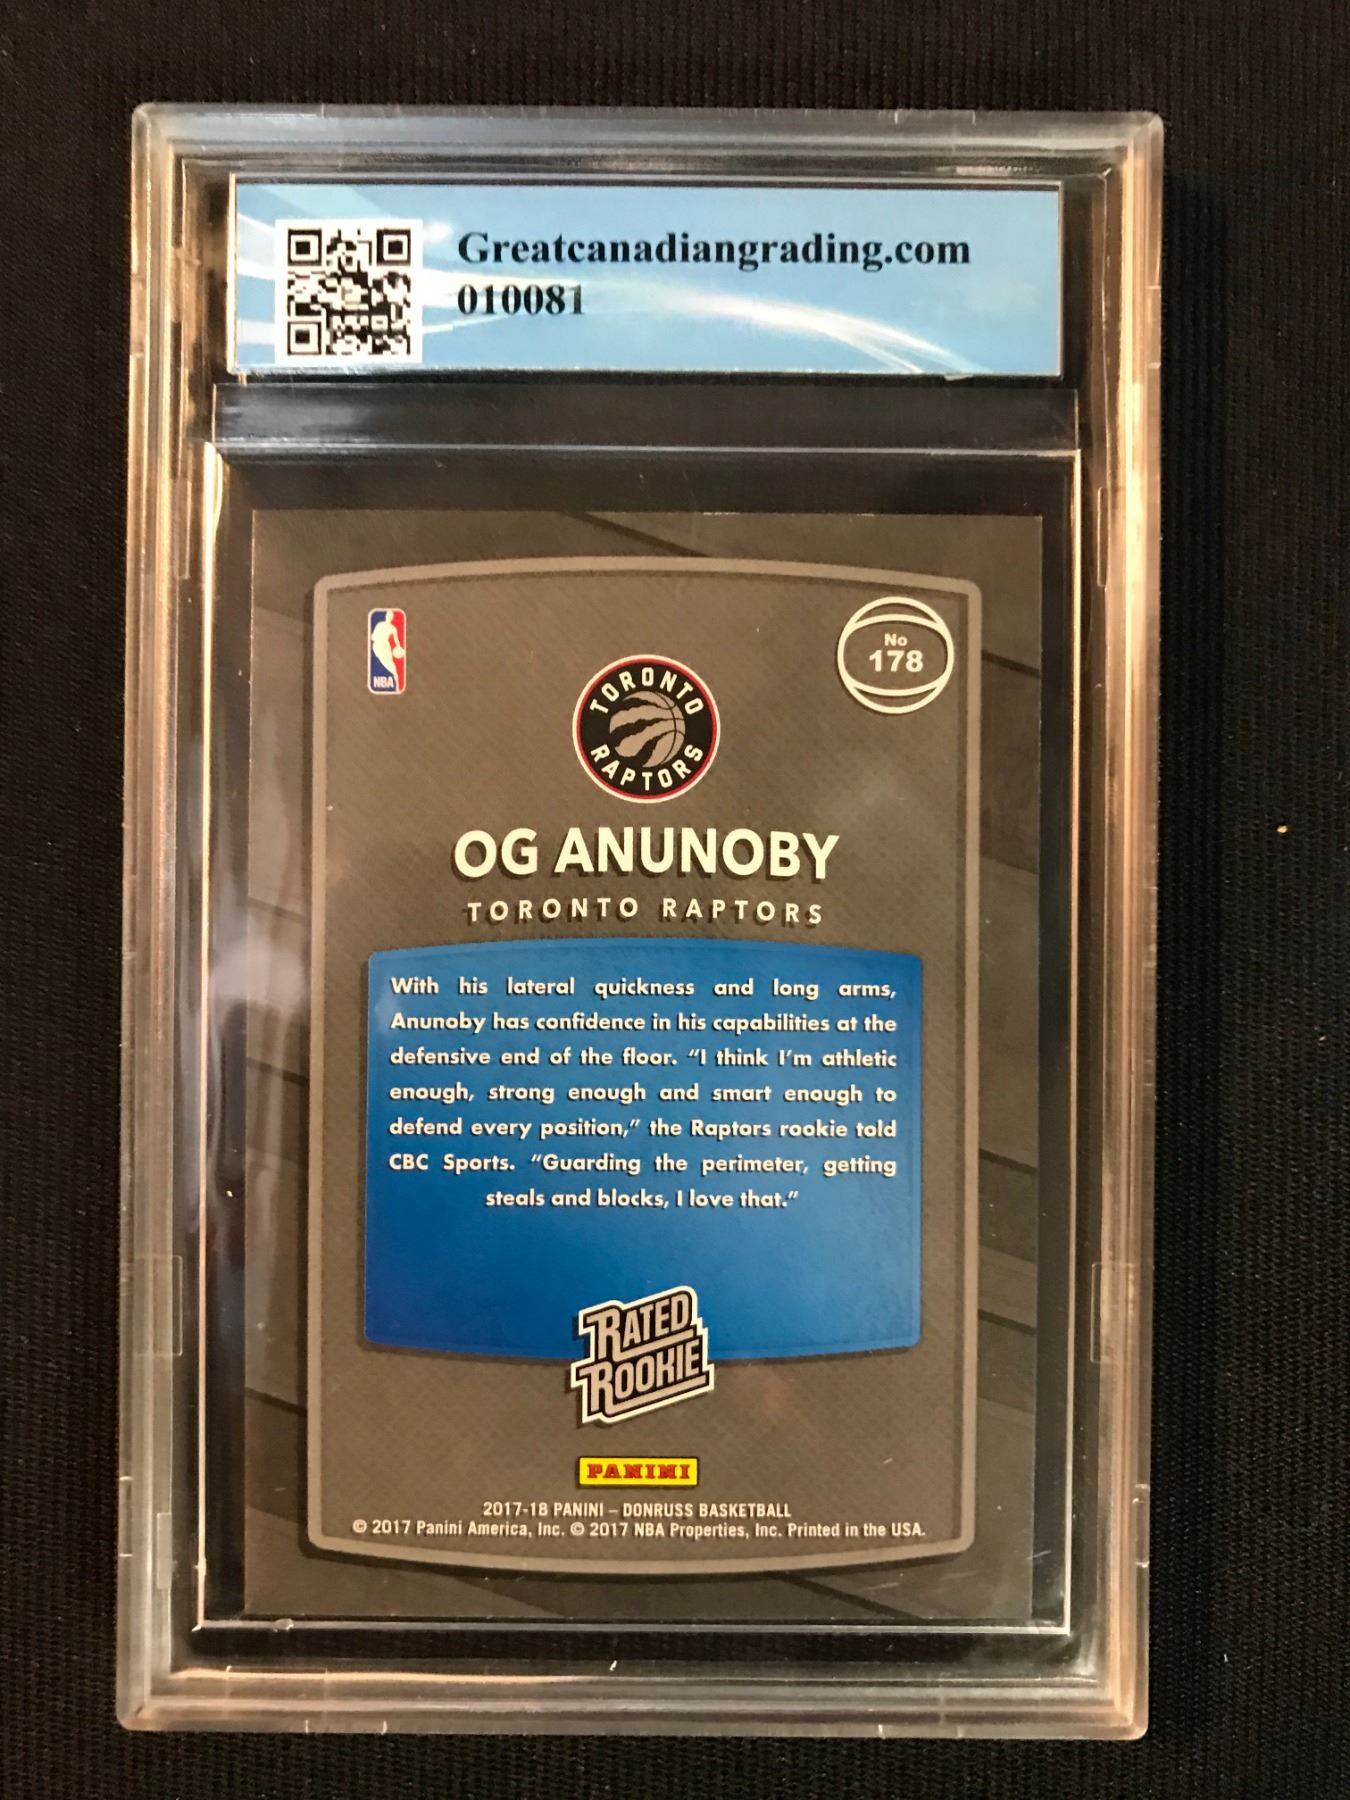 Greatcanadiangrading.com
010081
NBA
No
178
TORONTO
RAPTORS
OG ANUNOBY
TORONTO RAPTORS
With his lateral quickness and long arms,
Anunoby has confidence in his capabilities at the
defensive end of the floor. “I think I’m athletic
enough, strong enough and smart enough to
defend every position,” the Raptors rookie told
CBC Sports. “Guarding the perimeter, getting
steals and blocks, I love that.”
RATED
ROOKIE
PANINI
2017-18 PANINI – DONRUSS BASKETBALL
© 2017 Panini America, Inc. © 2017 NBA Properties, Inc. Printed in the USA.